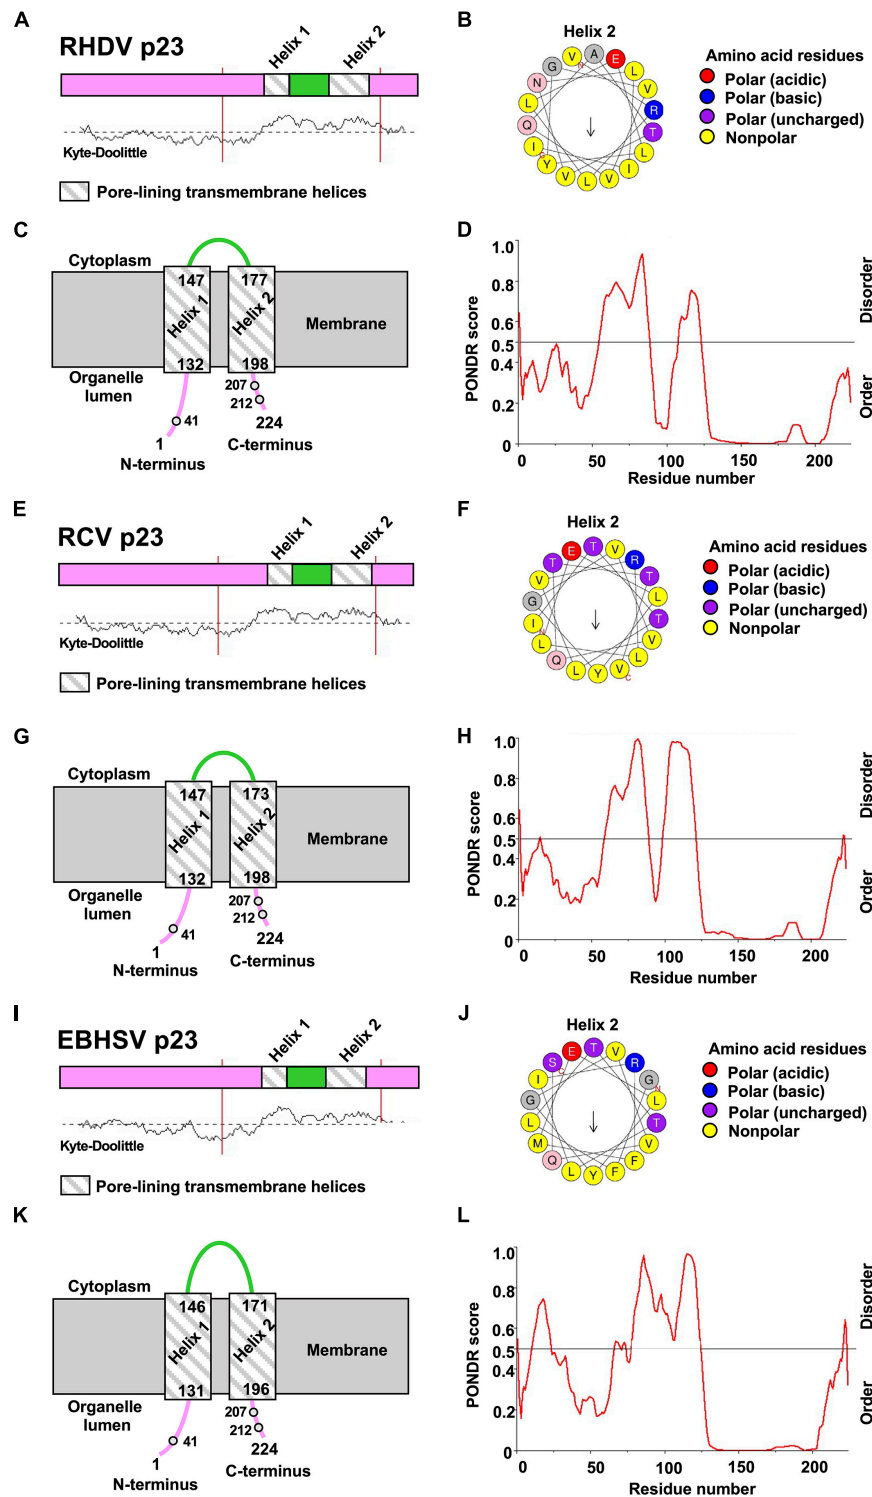 A
RHDV p23
Helix 1
Helix 2
Kyte-Doolittle
Pore-lining transmembrane helices
B
Helix 2
A
E
L
V
R
T
L
I
V
L
V
Y
I
Q
L
N
G
V
N
C
Amino acid residues
Polar (acidic)
Polar (basic)
Polar (uncharged)
Nonpolar
C
Cytoplasm
147
177
Helix 1
Helix 2
Membrane
132
198
Organelle
lumen
207
212
41
1
224
N-terminus
C-terminus
D
PONDR score
1.0
0.8
0.6
0.5
0.4
0.2
0
0
50
100
150
200
Residue number
Disorder
Order
E
RCV p23
Helix 1
Helix 2
Kyte-Doolittle
Pore-lining transmembrane helices
F
Helix 2
T
V
R
T
L
T
V
L
V
Y
L
Q
L
I
G
V
T
E
N
C
Amino acid residues
Polar (acidic)
Polar (basic)
Polar (uncharged)
Nonpolar
G
Cytoplasm
147
173
Helix 1
Helix 2
Membrane
132
198
Organelle
lumen
207
212
41
1
224
N-terminus
C-terminus
H
PONDR score
1.0
0.8
0.6
0.5
0.4
0.2
0
0
50
100
150
200
Residue number
Disorder
Order
I
EBHSV p23
Helix 1
Helix 2
Kyte-Doolittle
Pore-lining transmembrane helices
J
Helix 2
T
V
R
G
L
T
V
F
F
Y
L
Q
M
L
G
I
S
E
N
C
Amino acid residues
Polar (acidic)
Polar (basic)
Polar (uncharged)
Nonpolar
K
Cytoplasm
146
171
Helix 1
Helix 2
Membrane
131
196
Organelle
lumen
207
212
41
1
224
N-terminus
C-terminus
L
PONDR score
1.0
0.8
0.6
0.5
0.4
0.2
0
0
50
100
150
200
Residue number
Disorder
Order